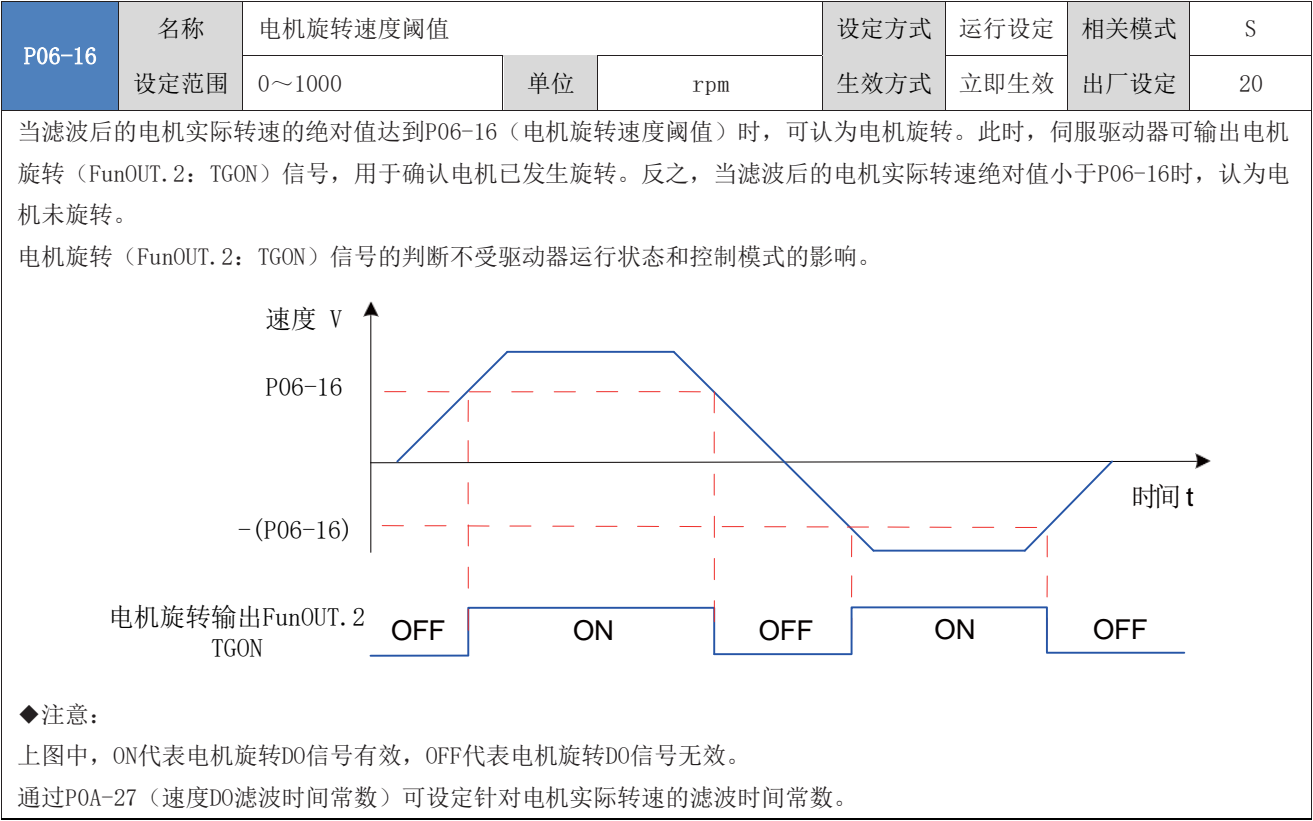 P06-16 名称 电机旋转速度阈值 设定方式 运行设定 相关模式 S
设定范围 0～1000 单位 rpm 生效方式 立即生效 出厂设定 20
当滤波后的电机实际转速的绝对值达到P06-16（电机旋转速度阈值）时，可认为电机旋转。此时，伺服驱动器可输出电机
旋转（FunOUT.2：TGON）信号，用于确认电机已发生旋转。反之，当滤波后的电机实际转速绝对值小于P06-16时，认为电
机未旋转。
电机旋转（FunOUT.2：TGON）信号的判断不受驱动器运行状态和控制模式的影响。
速度 V
P06-16
时间 t
-(P06-16)
电机旋转输出FunOUT.2
TGON
OFF ON OFF ON OFF
◆注意：
上图中，ON代表电机旋转DO信号有效，OFF代表电机旋转DO信号无效。
通过P0A-27（速度DO滤波时间常数）可设定针对电机实际转速的滤波时间常数。